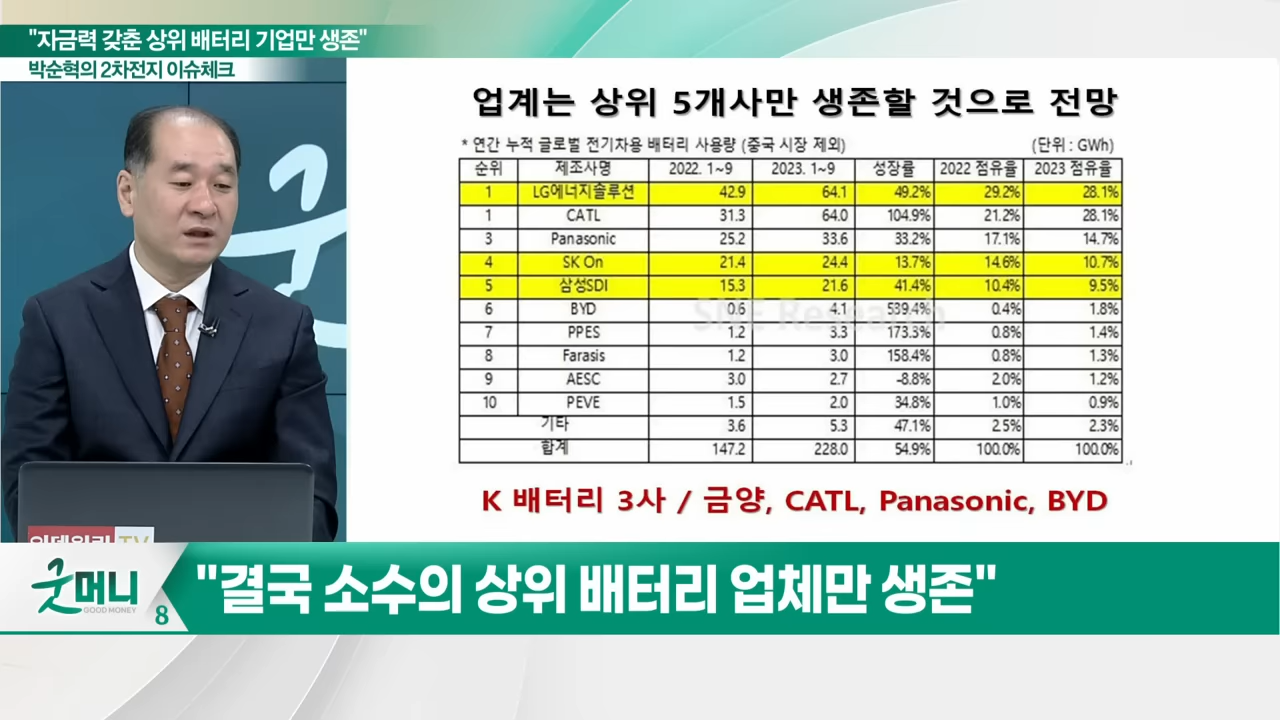 "자금력 갖춘 상위 배터리 기업만 생존"
박순혁의 2차전지 이슈체크
업계는 상위 5개사만 생존할 것으로 전망
* 연간 누적 글로벌 전기차용 배터리 사용량 (중국 시장 제외) (단위 : GWh)
순위 제조사명 2022. 1~9 2023. 1~9 성장률 2022 점유율 2023 점유율
1 LG에너지솔루션 42.9 64.1 49.2% 29.2% 28.1%
1 CATL 31.3 64.0 104.9% 21.2% 28.1%
3 Panasonic 25.2 33.6 33.2% 17.1% 14.7%
4 SK On 21.4 24.4 13.7% 14.6% 10.7%
5 삼성SDI 15.3 21.6 41.4% 10.4% 9.5%
6 BYD 0.6 4.1 539.4% 0.4% 1.8%
7 PPES 1.2 3.3 173.3% 0.8% 1.4%
8 Farasis 1.2 3.0 158.4% 0.8% 1.3%
9 AESC 3.0 2.7 -8.8% 2.0% 1.2%
10 PEVE 1.5 2.0 34.8% 1.0% 0.9%
기타 3.6 5.3 47.1% 2.5% 2.3%
합계 147.2 228.0 54.9% 100.0% 100.0%
SNE Research
K 배터리 3사 / 금양, CATL, Panasonic, BYD
이데일리 TV
굿머니
GOOD MONEY
8
"결국 소수의 상위 배터리 업체만 생존"